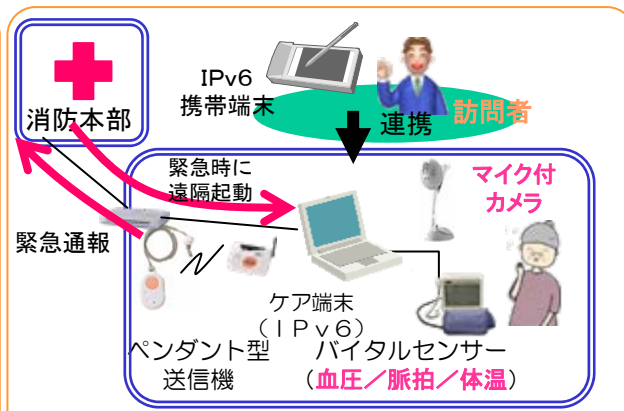 消防本部
IPv6
携帯端末
連携
訪問者
緊急時に
遠隔起動
緊急通報
マイク付
カメラ
ケア端末
（ＩＰｖ６）
ペンダント型
送信機
バイタルセンサー
（血圧／脈拍／体温）